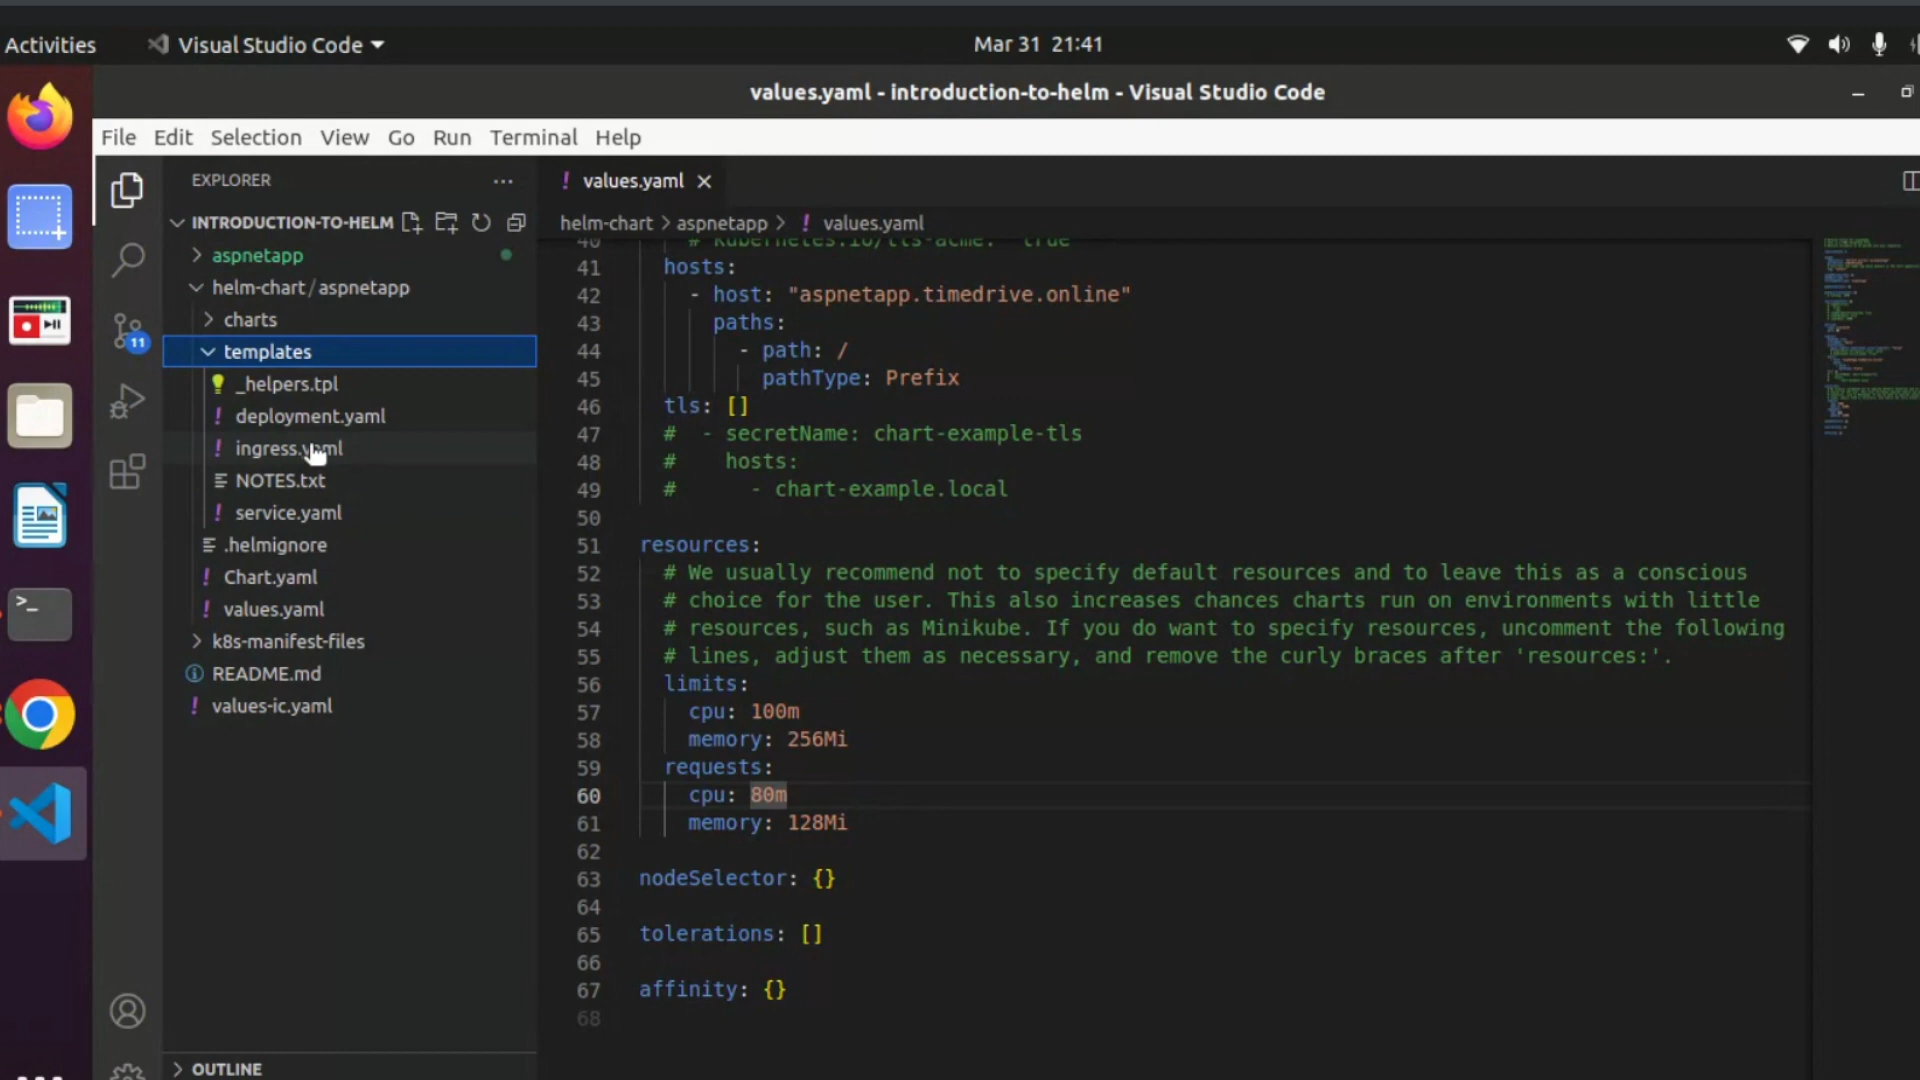 Activities
Visual Studio Code
Mar 31 21:41
values.yaml - introduction-to-helm - Visual Studio Code
File Edit Selection View Go Run Terminal Help
EXPLORER
INTRODUCTION-TO-HELM
aspnetapp
helm-chart / aspnetapp
charts
templates
_helpers.tpl
deployment.yaml
ingress.yaml
NOTES.txt
service.yaml
.helmignore
Chart.yaml
values.yaml
k8s-manifest-files
README.md
values-ic.yaml
OUTLINE
11
! values.yaml
helm-chart > aspnetapp > ! values.yaml
40 # kubernetes.io/tls-acme: "true"
41 hosts:
42 - host: "aspnetapp.timedrive.online"
43 paths:
44 - path: /
45 pathType: Prefix
46 tls: []
47 # - secretName: chart-example-tls
48 # hosts:
49 # - chart-example.local
50
51 resources:
52 # We usually recommend not to specify default resources and to leave this as a conscious
53 # choice for the user. This also increases chances charts run on environments with little
54 # resources, such as Minikube. If you do want to specify resources, uncomment the following
55 # lines, adjust them as necessary, and remove the curly braces after 'resources:'.
56 limits:
57 cpu: 100m
58 memory: 256Mi
59 requests:
60 cpu: 80m
61 memory: 128Mi
62
63 nodeSelector: {}
64
65 tolerations: []
66
67 affinity: {}
68